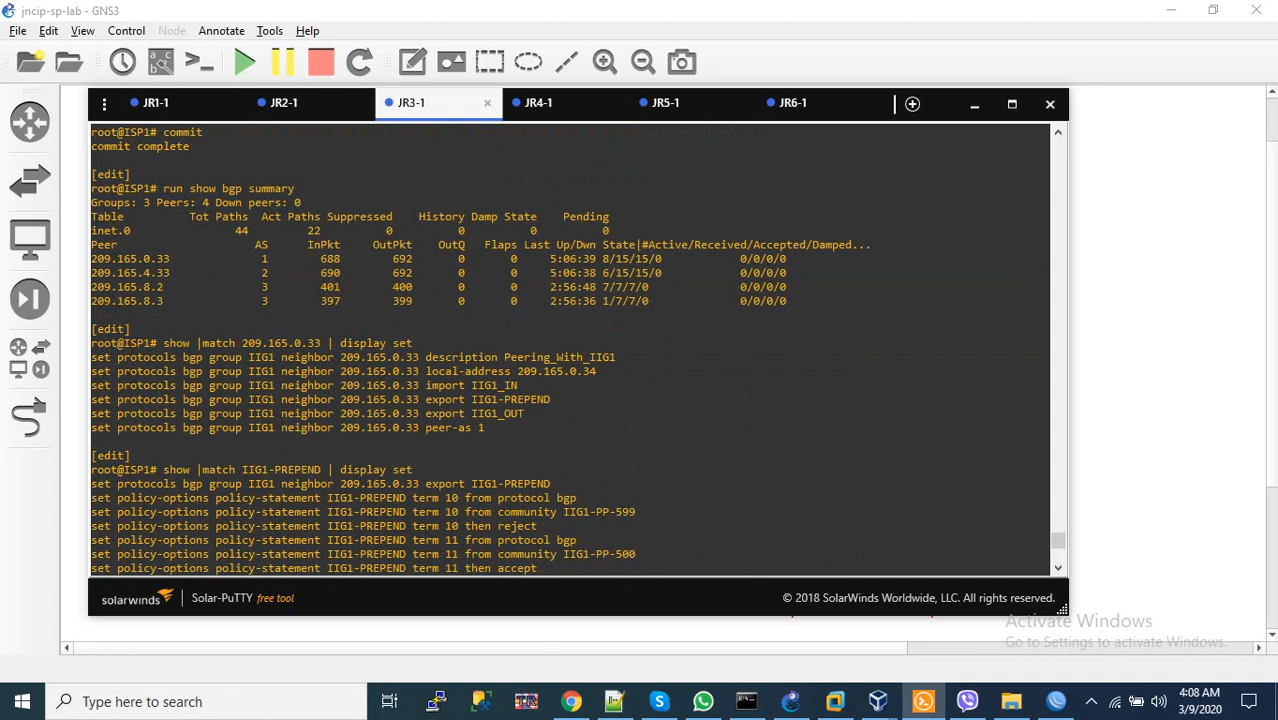 jncip-sp-lab - GNS3
File Edit View Control Node Annotate Tools Help
JR1-1 JR2-1 JR3-1 JR4-1 JR5-1 JR6-1
root@ISP1# commit
commit complete
[edit]
root@ISP1# run show bgp summary
Groups: 3 Peers: 4 Down peers: 0
Table Tot Paths Act Paths Suppressed History Damp State Pending
inet.0 44 22 0 0 0 0
Peer AS InPkt OutPkt OutQ Flaps Last Up/Dwn State|#Active/Received/Accepted/Damped...
209.165.0.33 1 688 692 0 0 5:06:39 8/15/15/0 0/0/0/0
209.165.4.33 2 690 692 0 0 5:06:38 6/15/15/0 0/0/0/0
209.165.8.2 3 401 400 0 0 2:56:48 7/7/7/0 0/0/0/0
209.165.8.3 3 397 399 0 0 2:56:36 1/7/7/0 0/0/0/0
[edit]
root@ISP1# show |match 209.165.0.33 | display set
set protocols bgp group IIG1 neighbor 209.165.0.33 description Peering_With_IIG1
set protocols bgp group IIG1 neighbor 209.165.0.33 local-address 209.165.0.34
set protocols bgp group IIG1 neighbor 209.165.0.33 import IIG1_IN
set protocols bgp group IIG1 neighbor 209.165.0.33 export IIG1-PREPEND
set protocols bgp group IIG1 neighbor 209.165.0.33 export IIG1_OUT
set protocols bgp group IIG1 neighbor 209.165.0.33 peer-as 1
[edit]
root@ISP1# show |match IIG1-PREPEND | display set
set protocols bgp group IIG1 neighbor 209.165.0.33 export IIG1-PREPEND
set policy-options policy-statement IIG1-PREPEND term 10 from protocol bgp
set policy-options policy-statement IIG1-PREPEND term 10 from community IIG1-PP-599
set policy-options policy-statement IIG1-PREPEND term 10 then reject
set policy-options policy-statement IIG1-PREPEND term 11 from protocol bgp
set policy-options policy-statement IIG1-PREPEND term 11 from community IIG1-PP-500
set policy-options policy-statement IIG1-PREPEND term 11 then accept
solarwinds Solar-PuTTY free tool © 2018 SolarWinds Worldwide, LLC. All rights reserved.
Activate Windows
Go to Settings to activate Windows.
Type here to search
4:08 AM
3/9/2020